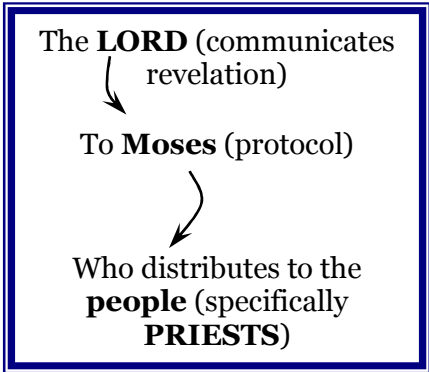 The LORD (communicates
revelation)
To Moses (protocol)
Who distributes to the
people (specifically
PRIESTS)